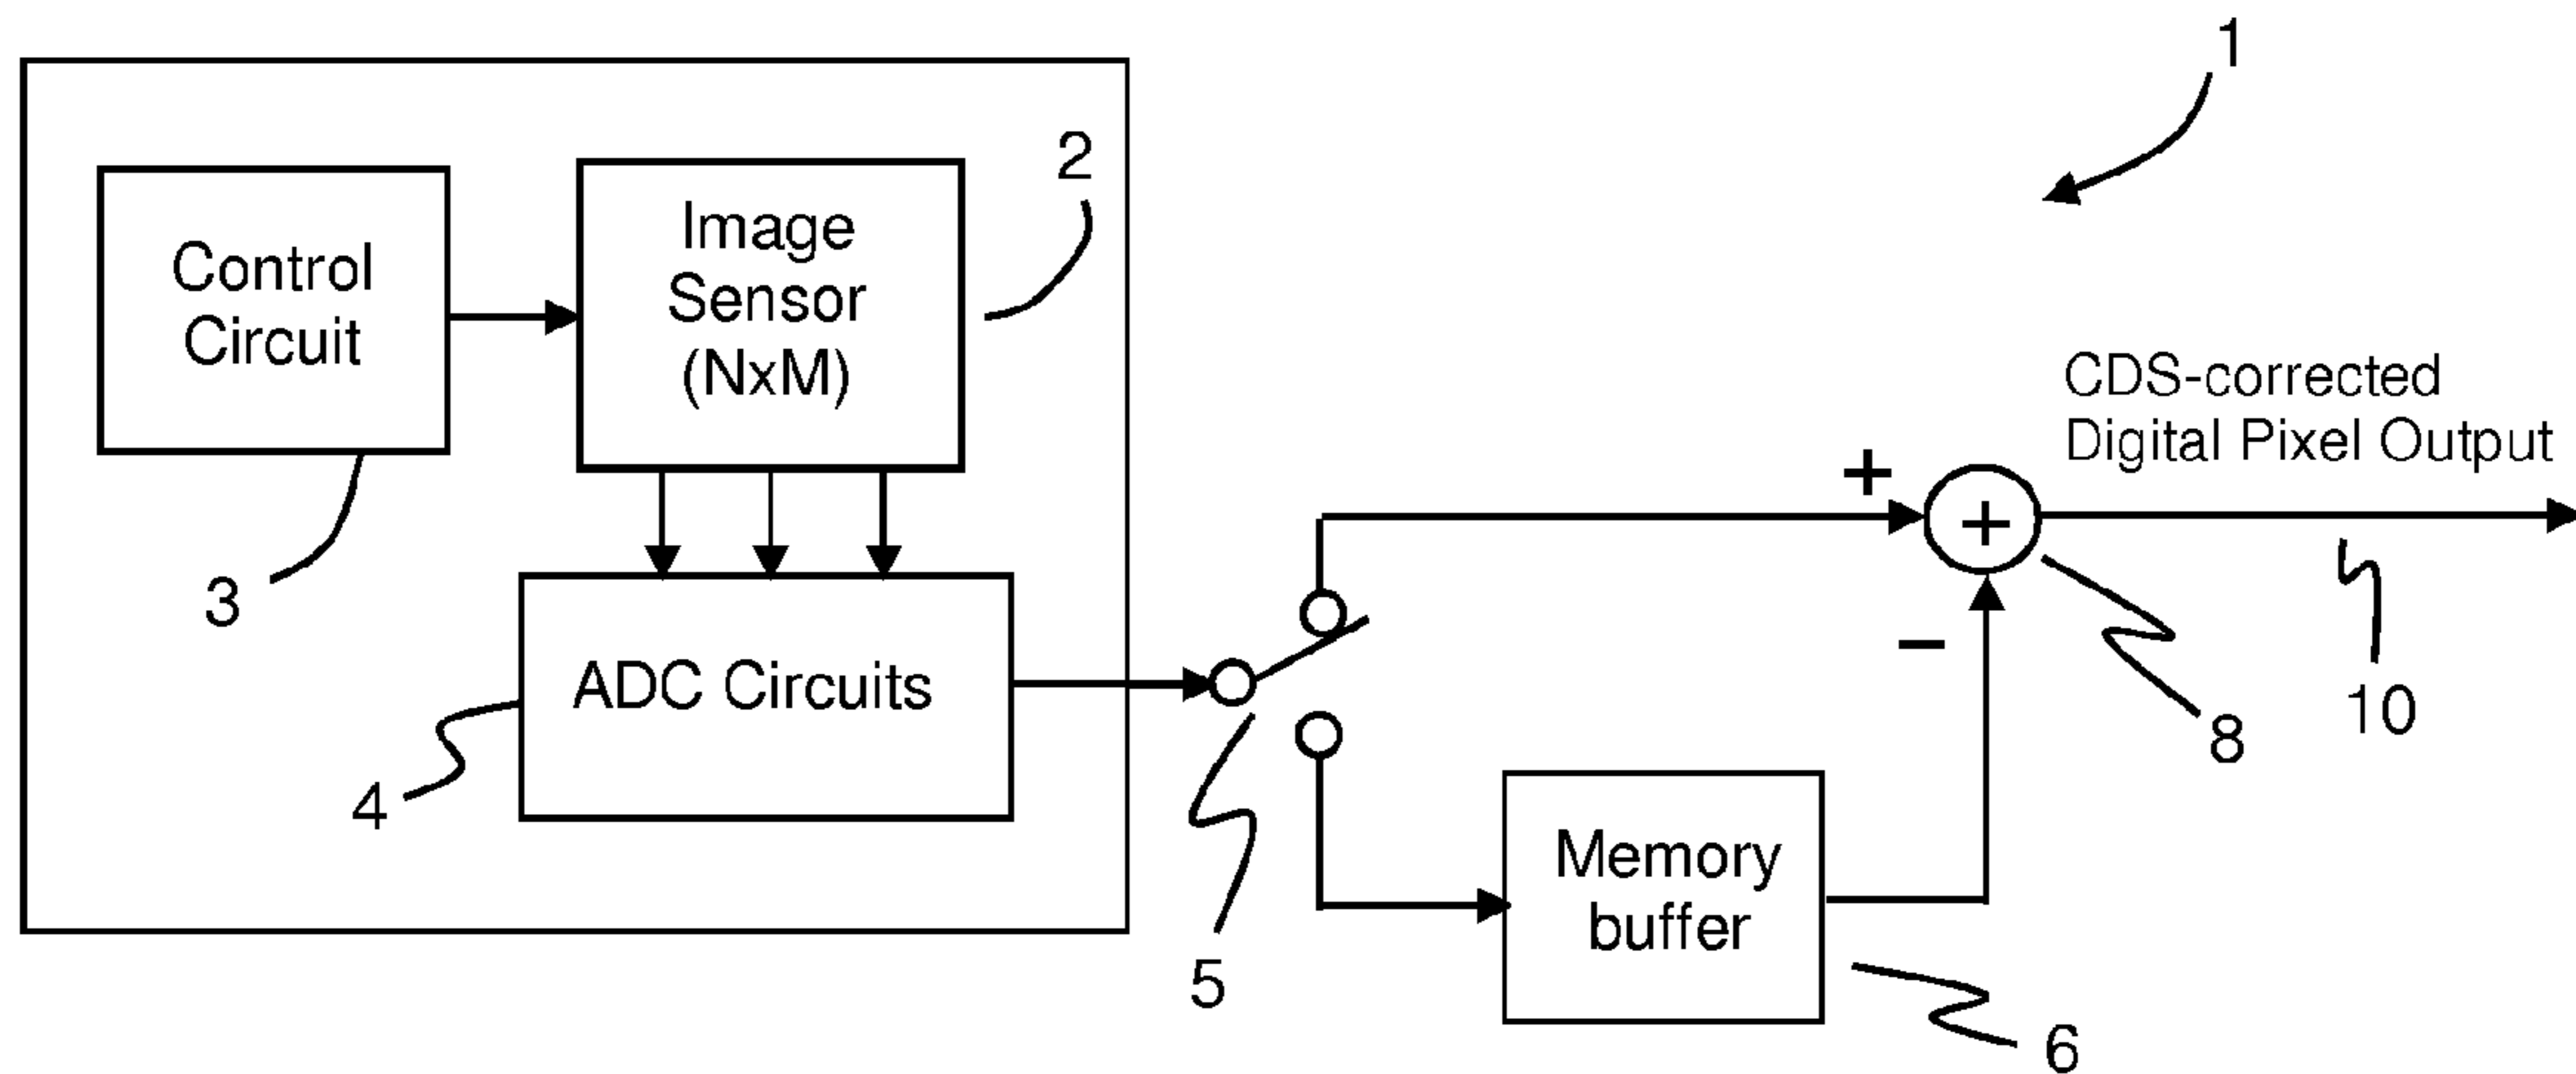 1
2
Control
Circuit
Image
Sensor
(NxM)
3
ADC Circuits
4
5
+
+
−
CDS-corrected
Digital Pixel Output
10
8
Memory
buffer
6